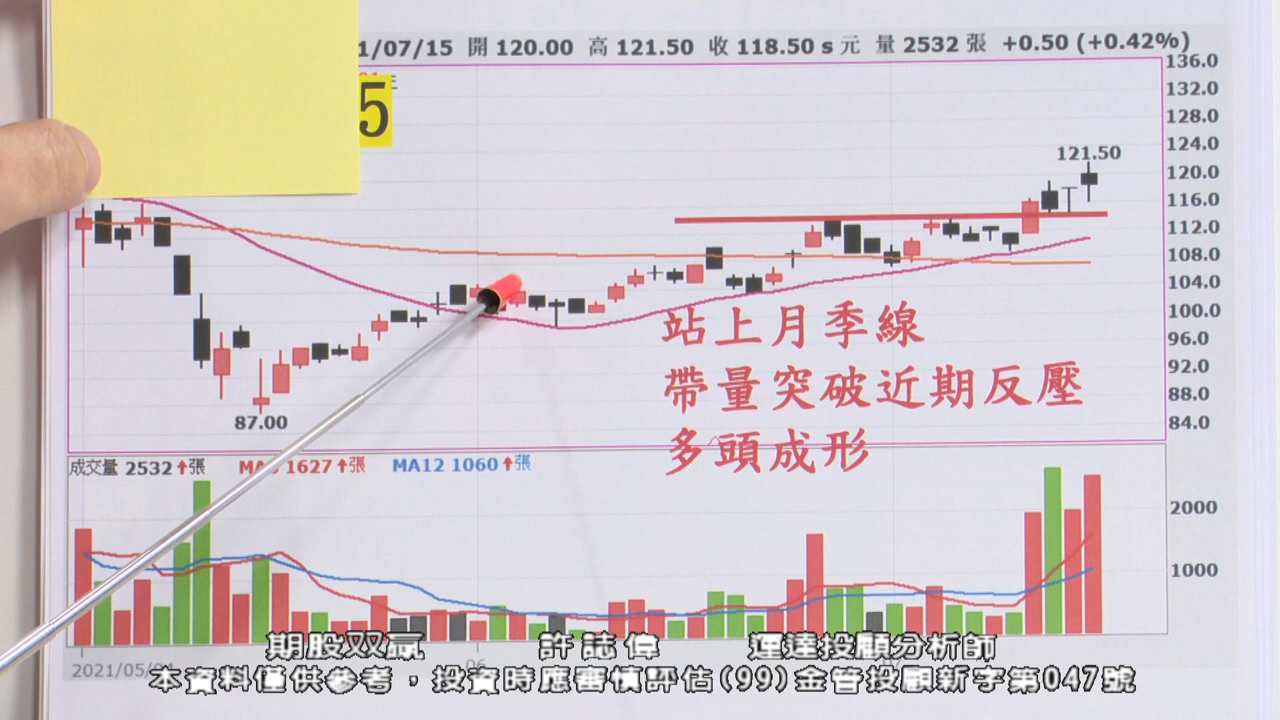 1/07/15 開 120.00 高 121.50 收 118.50 s 元 量 2532 張 +0.50 (+0.42%)
136.0
132.0
5
128.0
124.0
121.50
120.0
116.0
112.0
108.0
104.0
100.0
站上月季線
96.0
帶量突破近期反壓
92.0
88.0
87.00
84.0
多頭成形
成交量 2532↑張 MA 1627↑張 MA12 1060↑張
2000
1000
期股双贏 許誌偉 運達投顧分析師
2021/05/
本資料僅供參考，投資時應審慎評估(99)金管投顧新字第047號